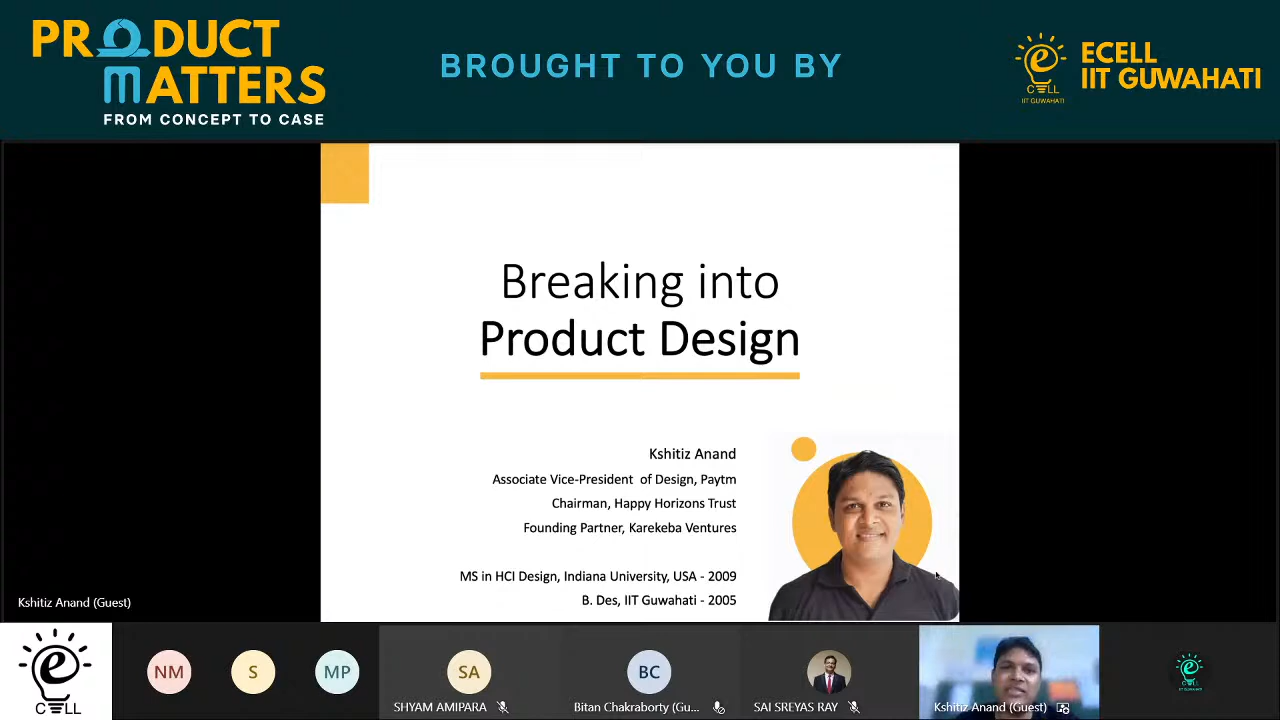 PRODUCT
MATTERS
FROM CONCEPT TO CASE
BROUGHT TO YOU BY
e
CELL
IIT GUWAHATI
ECELL
IIT GUWAHATI
Breaking into
Product Design
Kshitiz Anand
Associate Vice-President of Design, Paytm
Chairman, Happy Horizons Trust
Founding Partner, Karekeba Ventures
MS in HCI Design, Indiana University, USA - 2009
B. Des, IIT Guwahati - 2005
Kshitiz Anand (Guest)
e
CELL
NM
S
MP
SA
SHYAM AMIPARA
BC
Bitan Chakraborty (Gu...
SAI SREYAS RAY
Kshitiz Anand (Guest)